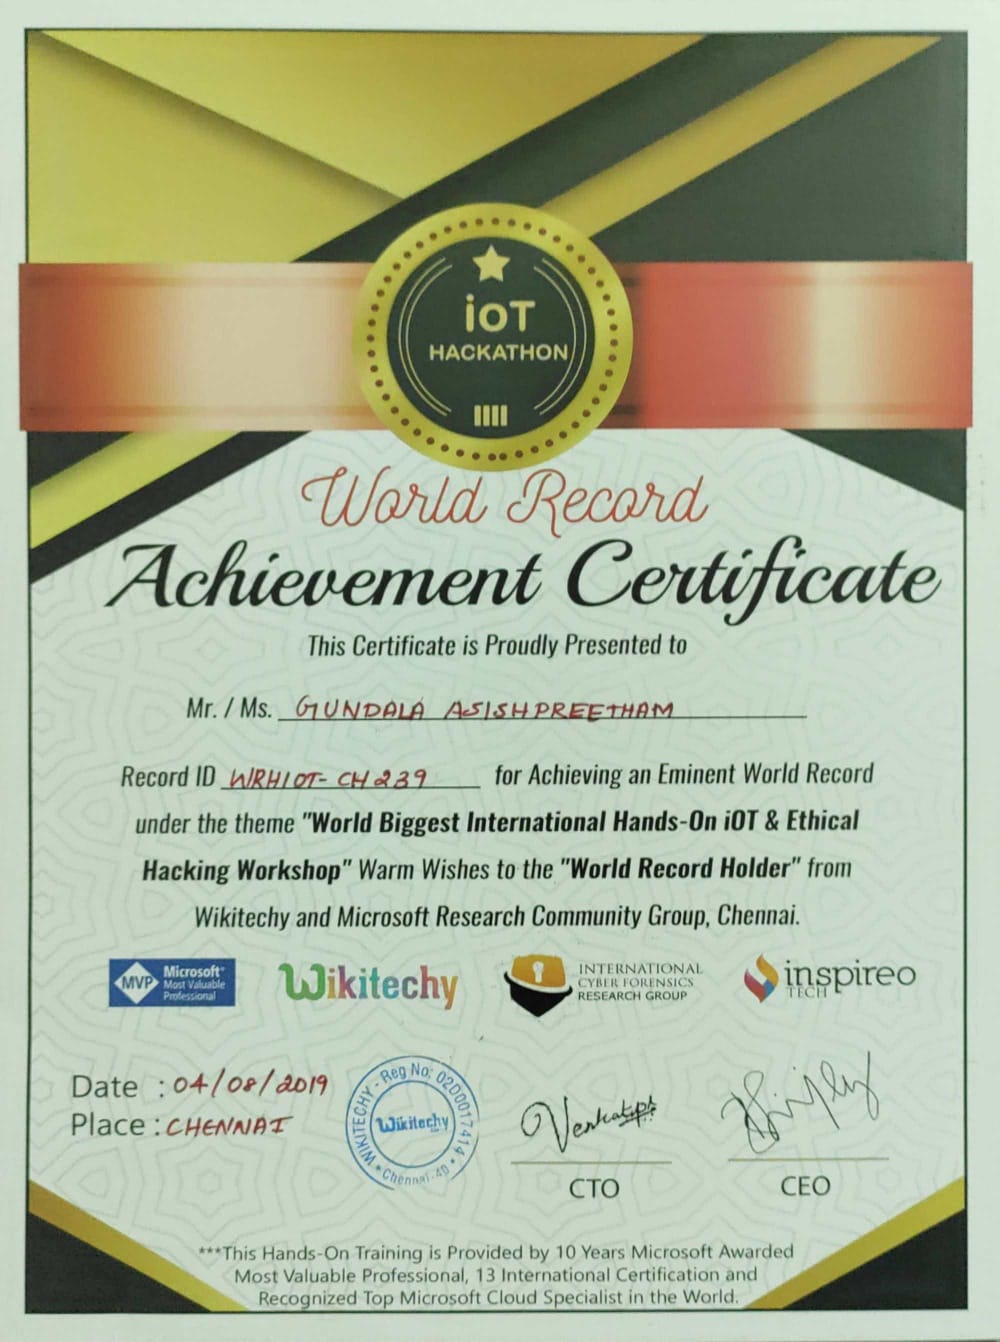 iOT
HACKATHON
World Record
Achievement Certificate
This Certificate is Proudly Presented to
Mr. / Ms. GUNDALA ASISHPREETHAM
Record ID WRHIOT- CH239 for Achieving an Eminent World Record
under the theme "World Biggest International Hands-On iOT & Ethical
Hacking Workshop" Warm Wishes to the "World Record Holder" from
Wikitechy and Microsoft Research Community Group, Chennai.
MVP Microsoft®
Most Valuable
Professional
Wikitechy
INTERNATIONAL
CYBER FORENSICS
RESEARCH GROUP
inspireo
TECH
Date : 04/08/2019
Place : CHENNAI
WIKITECHY - Reg No: 0200017414
Wikitechy
Chennai-40
CTO
CEO
***This Hands-On Training is Provided by 10 Years Microsoft Awarded
Most Valuable Professional, 13 International Certification and
Recognized Top Microsoft Cloud Specialist in the World.